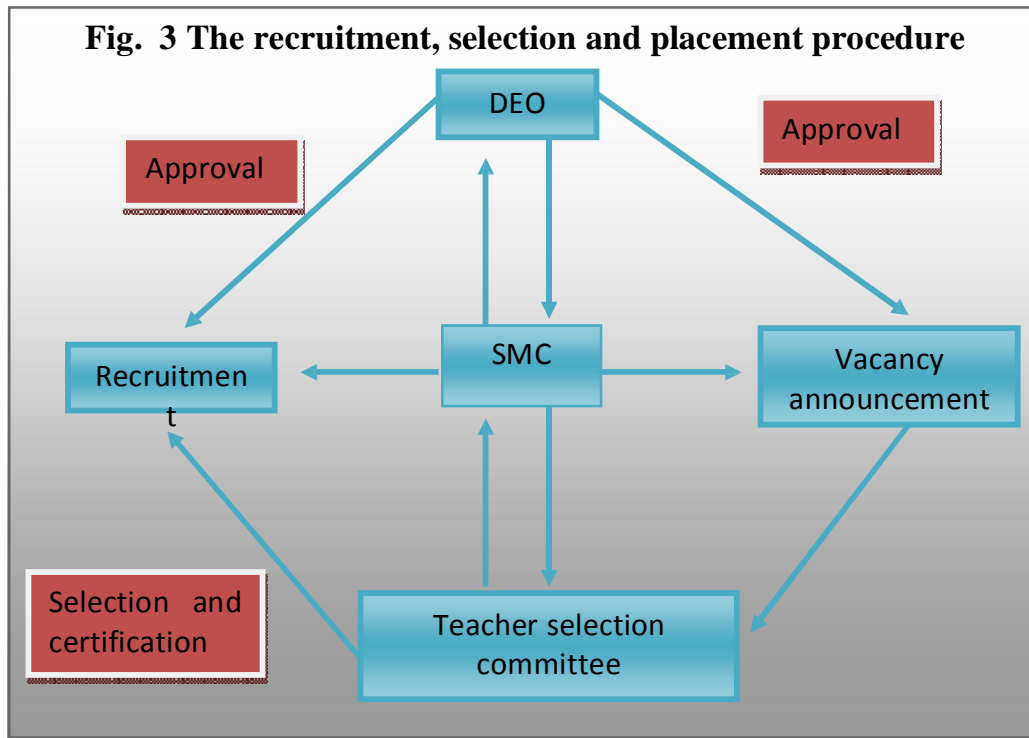 Fig. 3 The recruitment, selection and placement procedure
DEO
Approval
Approval
SMC
Recruitmen
t
Vacancy
announcement
Selection and
certification
Teacher selection
committee